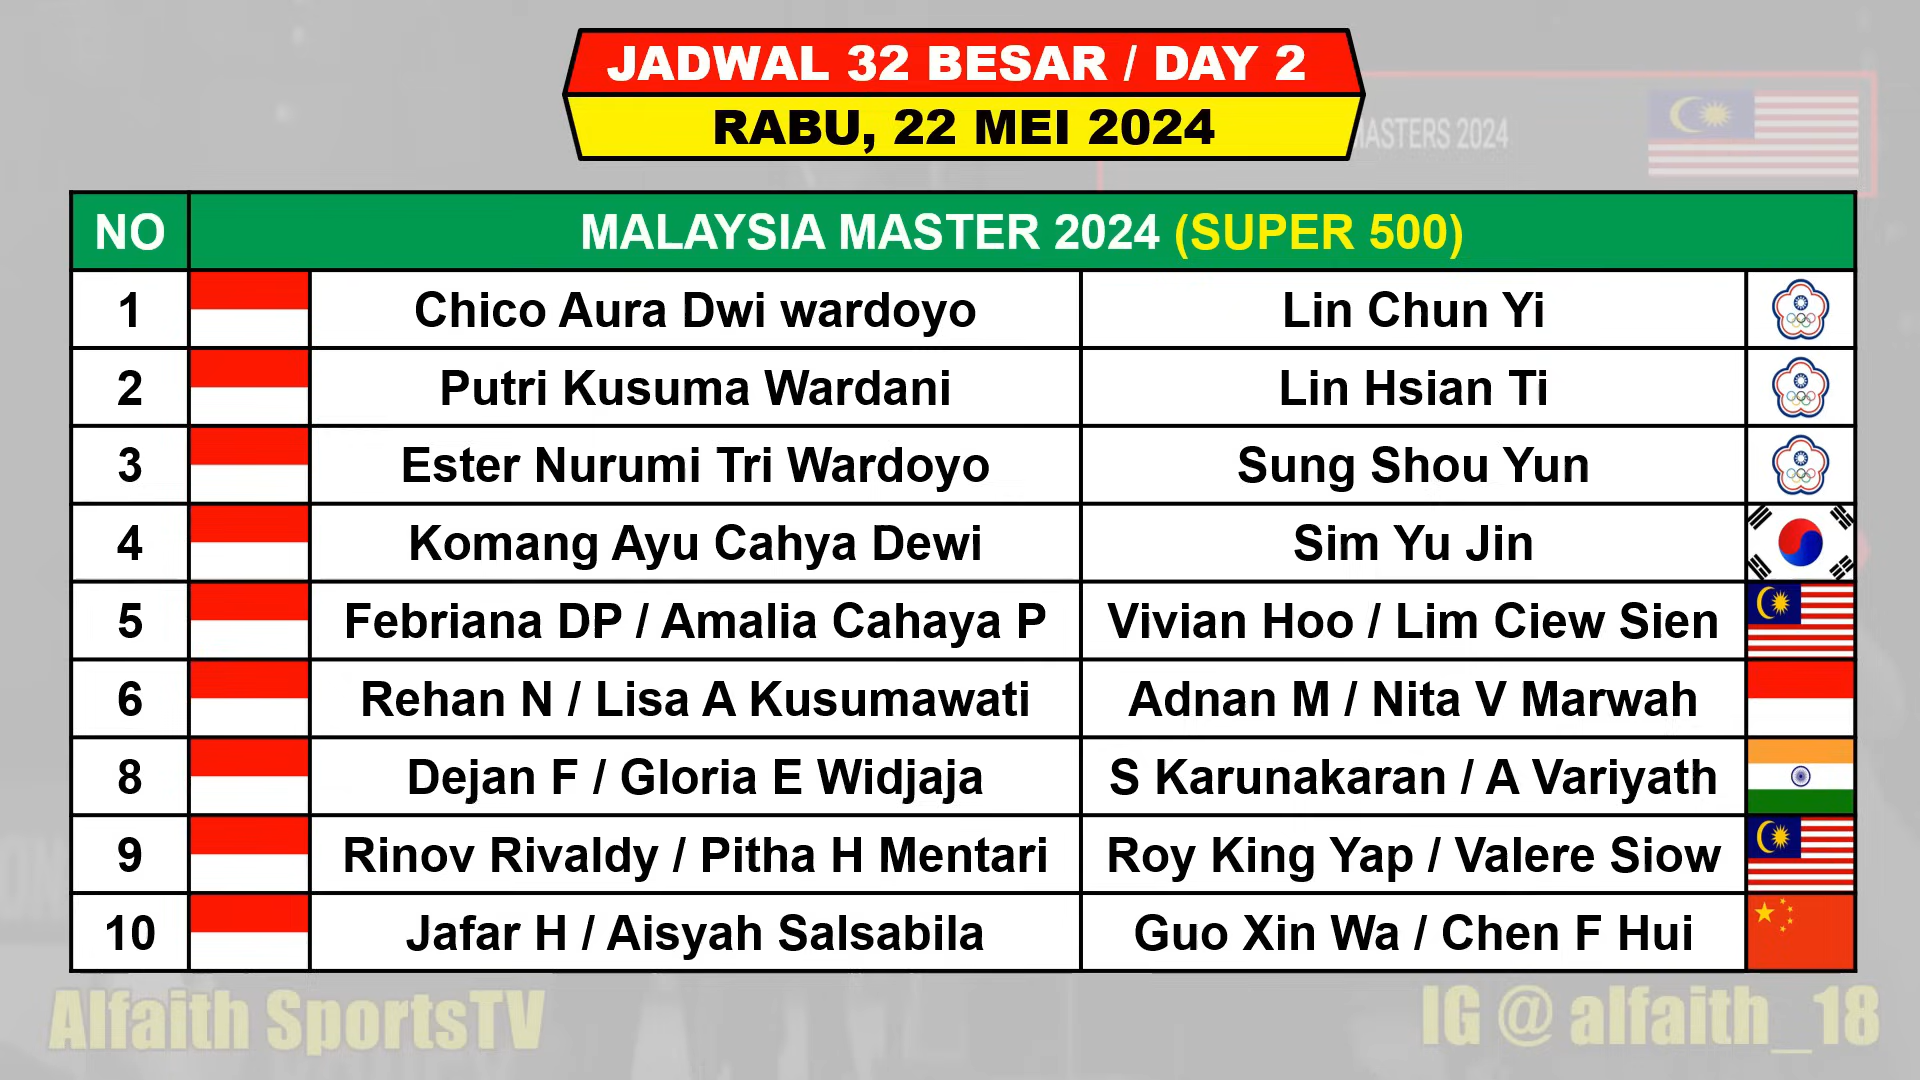 JADWAL 32 BESAR / DAY 2
RABU, 22 MEI 2024
MASTERS 2024
NO MALAYSIA MASTER 2024 (SUPER 500)
1 Chico Aura Dwi wardoyo Lin Chun Yi
2 Putri Kusuma Wardani Lin Hsian Ti
3 Ester Nurumi Tri Wardoyo Sung Shou Yun
4 Komang Ayu Cahya Dewi Sim Yu Jin
5 Febriana DP / Amalia Cahaya P Vivian Hoo / Lim Ciew Sien
6 Rehan N / Lisa A Kusumawati Adnan M / Nita V Marwah
8 Dejan F / Gloria E Widjaja S Karunakaran / A Variyath
9 Rinov Rivaldy / Pitha H Mentari Roy King Yap / Valere Siow
10 Jafar H / Aisyah Salsabila Guo Xin Wa / Chen F Hui
Alfaith SportsTV IG @ alfaith_18